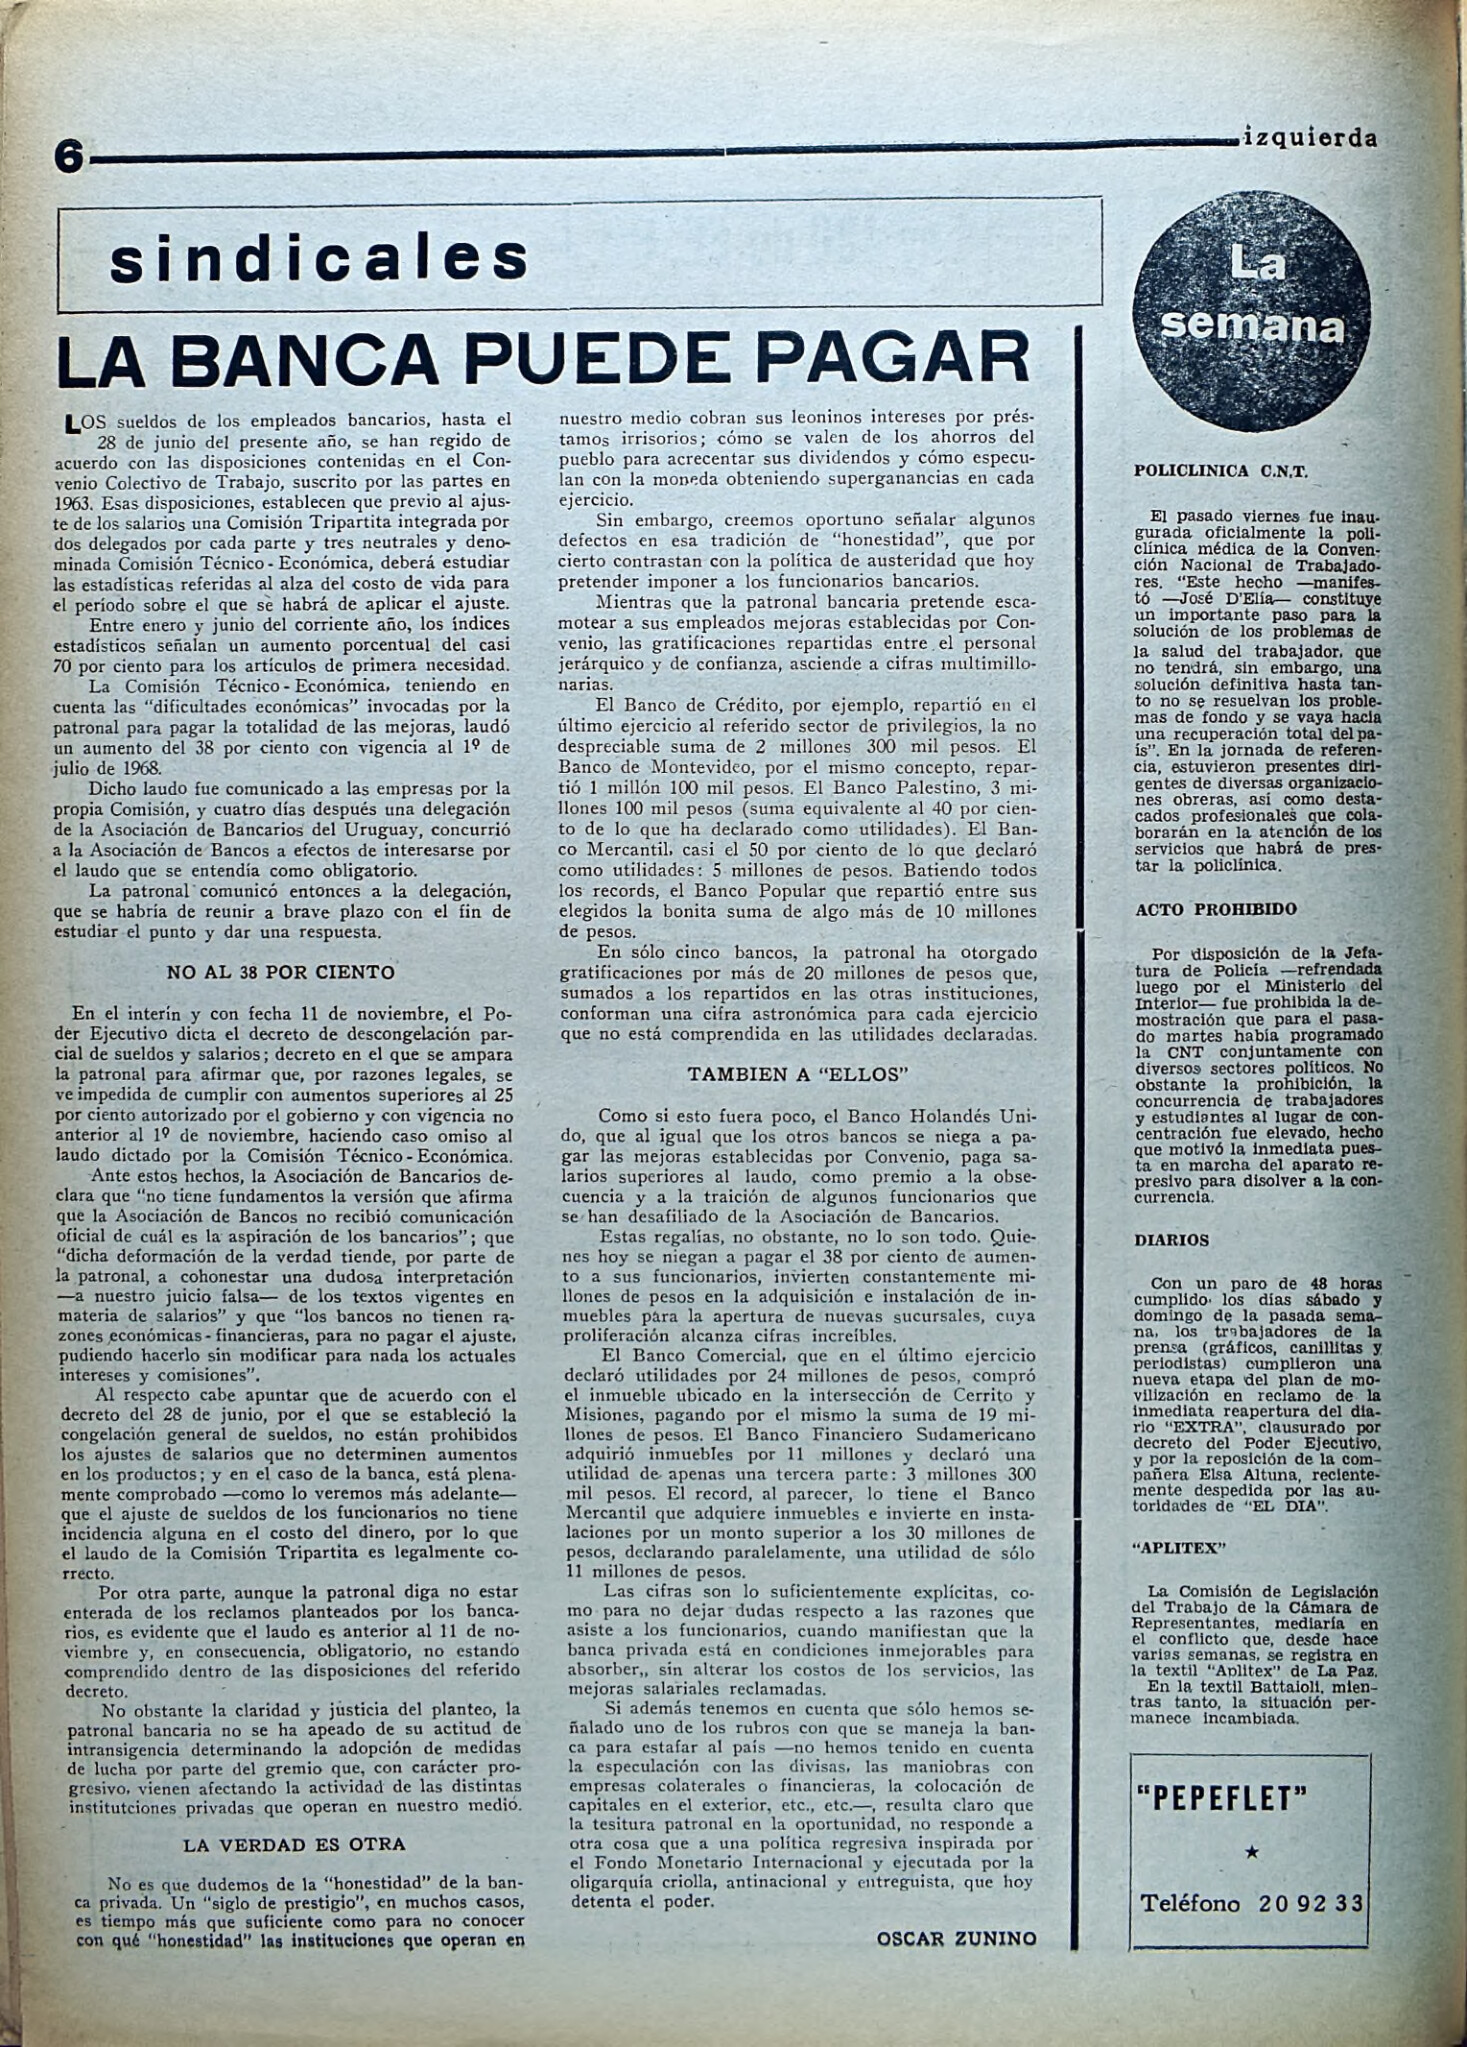 6
izquierda
sindicales
LA BANCA PUEDE PAGAR
LOS sueldos de los empleados bancarios, hasta el
28 de junio del presente año, se han regido de
acuerdo con las disposiciones contenidas en el Con-
venio Colectivo de Trabajo, suscrito por las partes en
1963. Esas disposiciones, establecen que previo al ajus-
te de los salarios una Comisión Tripartita integrada por
dos delegados por cada parte y tres neutrales y deno-
minada Comisión Técnico-Económica, deberá estudiar
las estadísticas referidas al alza del costo de vida para
el período sobre el que se habrá de aplicar el ajuste.
Entre enero y junio del corriente año, los índices
estadísticos señalan un aumento porcentual del casi
70 por ciento para los artículos de primera necesidad.
La Comisión Técnico-Económica, teniendo en
cuenta las "dificultades económicas" invocadas por la
patronal para pagar la totalidad de las mejoras, laudó
un aumento del 38 por ciento con vigencia al 1º de
julio de 1968.
Dicho laudo fue comunicado a las empresas por la
propia Comisión, y cuatro días después una delegación
de la Asociación de Bancarios del Uruguay, concurrió
a la Asociación de Bancos a efectos de interesarse por
el laudo que se entendía como obligatorio.
La patronal comunicó entonces a la delegación,
que se habría de reunir a brave plazo con el fin de
estudiar el punto y dar una respuesta.
NO AL 38 POR CIENTO
En el interín y con fecha 11 de noviembre, el Po-
der Ejecutivo dicta el decreto de descongelación par-
cial de sueldos y salarios; decreto en el que se ampara
la patronal para afirmar que, por razones legales, se
ve impedida de cumplir con aumentos superiores al 25
por ciento autorizado por el gobierno y con vigencia no
anterior al 1º de noviembre, haciendo caso omiso al
laudo dictado por la Comisión Técnico-Económica.
Ante estos hechos, la Asociación de Bancarios de-
clara que "no tiene fundamentos la versión que afirma
que la Asociación de Bancos no recibió comunicación
oficial de cuál es la aspiración de los bancarios"; que
"dicha deformación de la verdad tiende, por parte de
la patronal, a cohonestar una dudosa interpretación
—a nuestro juicio falsa— de los textos vigentes en
materia de salarios" y que "los bancos no tienen ra-
zones económicas-financieras, para no pagar el ajuste,
pudiendo hacerlo sin modificar para nada los actuales
intereses y comisiones".
Al respecto cabe apuntar que de acuerdo con el
decreto del 28 de junio, por el que se estableció la
congelación general de sueldos, no están prohibidos
los ajustes de salarios que no determinen aumentos
en los productos; y en el caso de la banca, está plena-
mente comprobado —como lo veremos más adelante—
que el ajuste de sueldos de los funcionarios no tiene
incidencia alguna en el costo del dinero, por lo que
el laudo de la Comisión Tripartita es legalmente co-
rrecto.
Por otra parte, aunque la patronal diga no estar
enterada de los reclamos planteados por los banca-
rios, es evidente que el laudo es anterior al 11 de no-
viembre y, en consecuencia, obligatorio, no estando
comprendido dentro de las disposiciones del referido
decreto.
No obstante la claridad y justicia del planteo, la
patronal bancaria no se ha apeado de su actitud de
intransigencia determinando la adopción de medidas
de lucha por parte del gremio que, con carácter pro-
gresivo, vienen afectando la actividad de las distintas
institutciones privadas que operan en nuestro medio.
LA VERDAD ES OTRA
No es que dudemos de la "honestidad" de la ban-
ca privada. Un "siglo de prestigio", en muchos casos,
es tiempo más que suficiente como para no conocer
con qué "honestidad" las instituciones que operan en
nuestro medio cobran sus leoninos intereses por prés-
tamos irrisorios; cómo se valen de los ahorros del
pueblo para acrecentar sus dividendos y cómo especu-
lan con la moneda obteniendo superganancias en cada
ejercicio.
Sin embargo, creemos oportuno señalar algunos
defectos en esa tradición de "honestidad", que por
cierto contrastan con la política de austeridad que hoy
pretender imponer a los funcionarios bancarios.
Mientras que la patronal bancaria pretende esca-
motear a sus empleados mejoras establecidas por Con-
venio, las gratificaciones repartidas entre el personal
jerárquico y de confianza, asciende a cifras multimillo-
narias.
El Banco de Crédito, por ejemplo, repartió en el
último ejercicio al referido sector de privilegios, la no
despreciable suma de 2 millones 300 mil pesos. El
Banco de Montevideo, por el mismo concepto, repar-
tió 1 millón 100 mil pesos. El Banco Palestino, 3 mi-
llones 100 mil pesos (suma equivalente al 40 por cien-
to de lo que ha declarado como utilidades). El Ban-
co Mercantil, casi el 50 por ciento de lo que declaró
como utilidades: 5 millones de pesos. Batiendo todos
los records, el Banco Popular que repartió entre sus
elegidos la bonita suma de algo más de 10 millones
de pesos.
En sólo cinco bancos, la patronal ha otorgado
gratificaciones por más de 20 millones de pesos que,
sumados a los repartidos en las otras instituciones,
conforman una cifra astronómica para cada ejercicio
que no está comprendida en las utilidades declaradas.
TAMBIEN A "ELLOS"
Como si esto fuera poco, el Banco Holandés Uni-
do, que al igual que los otros bancos se niega a pa-
gar las mejoras establecidas por Convenio, paga sa-
larios superiores al laudo, como premio a la obse-
cuencia y a la traición de algunos funcionarios que
se han desafiliado de la Asociación de Bancarios.
Estas regalias, no obstante, no lo son todo. Quie-
nes hoy se niegan a pagar el 38 por ciento de aumen-
to a sus funcionarios, invierten constantemente mi-
llones de pesos en la adquisición e instalación de in-
muebles para la apertura de nuevas sucursales, cuya
proliferación alcanza cifras increíbles.
El Banco Comercial, que en el último ejercicio
declaró utilidades por 24 millones de pesos, compró
el inmueble ubicado en la intersección de Cerrito y
Misiones, pagando por el mismo la suma de 19 mi-
llones de pesos. El Banco Financiero Sudamericano
adquirió inmuebles por 11 millones y declaró una
utilidad de apenas una tercera parte: 3 millones 300
mil pesos. El record, al parecer, lo tiene el Banco
Mercantil que adquiere inmuebles e invierte en insta-
laciones por un monto superior a los 30 millones de
pesos, declarando paralelamente, una utilidad de sólo
11 millones de pesos.
Las cifras son lo suficientemente explícitas, co-
mo para no dejar dudas respecto a las razones que
asiste a los funcionarios, cuando manifiestan que la
banca privada está en condiciones inmejorables para
absorber,, sin alterar los costos de los servicios, las
mejoras salariales reclamadas.
Si además tenemos en cuenta que sólo hemos se-
ñalado uno de los rubros con que se maneja la ban-
ca para estafar al país —no hemos tenido en cuenta
la especulación con las divisas, las maniobras con
empresas colaterales o financieras, la colocación de
capitales en el exterior, etc., etc.—, resulta claro que
la tesitura patronal en la oportunidad, no responde a
otra cosa que a una política regresiva inspirada por
el Fondo Monetario Internacional y ejecutada por la
oligarquía criolla, antinacional y entreguista, que hoy
detenta el poder.
OSCAR ZUNINO
La
semana
POLICLINICA C.N.T.
El pasado viernes fue inau-
gurada oficialmente la poli-
clínica médica de la Conven-
ción Nacional de Trabajado-
res. "Este hecho —manifes-
tó —José D'Elía— constituye
un importante paso para la
solución de los problemas de
la salud del trabajador, que
no tendrá, sin embargo, una
solución definitiva hasta tan-
to no se resuelvan los proble-
mas de fondo y se vaya hacia
una recuperación total del pa-
ís". En la jornada de referen-
cia, estuvieron presentes diri-
gentes de diversas organizacio-
nes obreras, así como desta-
cados profesionales que cola-
borarán en la atención de los
servicios que habrá de pres-
tar la policlínica.
ACTO PROHIBIDO
Por disposición de la Jefa-
tura de Policía —refrendada
luego por el Ministerio del
Interior— fue prohibida la de-
mostración que para el pasa-
do martes había programado
la CNT conjuntamente con
diversos sectores políticos. No
obstante la prohibición, la
concurrencia de trabajadores
y estudiantes al lugar de con-
centración fue elevado, hecho
que motivó la inmediata pues-
ta en marcha del aparato re-
presivo para disolver a la con-
currencia.
DIARIOS
Con un paro de 48 horas
cumplido los días sábado y
domingo de la pasada sema-
na, los trabajadores de la
prensa (gráficos, canillitas y
periodistas) cumplieron una
nueva etapa del plan de mo-
vilización en reclamo de la
inmediata reapertura del dia-
rio "EXTRA", clausurado por
decreto del Poder Ejecutivo,
y por la reposición de la com-
pañera Elsa Altuna, reciente-
mente despedida por las au-
toridades de "EL DIA".
"APLITEX"
La Comisión de Legislación
del Trabajo de la Cámara de
Representantes, mediaría en
el conflicto que, desde hace
varias semanas, se registra en
la textil "Aplitex" de La Paz.
En la textil Battaioli, mien-
tras tanto, la situación per-
manece incambiada.
"PEPEFLET"
Teléfono 20 92 33